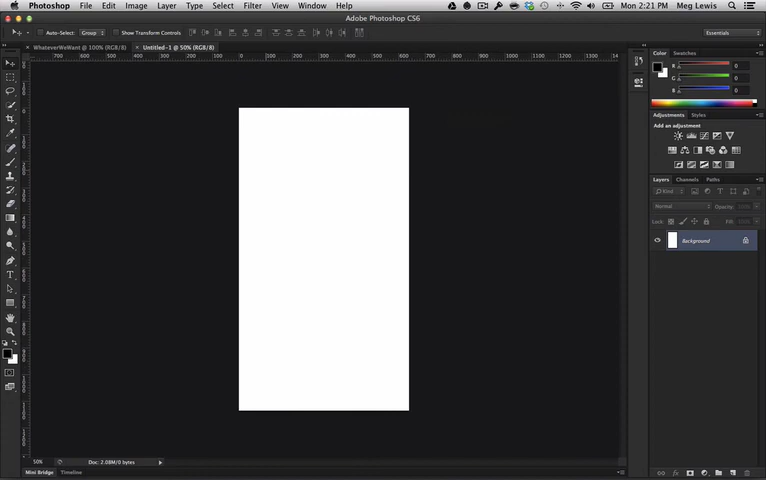 Photoshop File Edit Image Layer Type Select Filter View Window Help Mon 2:21 PM Meg Lewis
Adobe Photoshop CS6
Auto-Select: Group Show Transform Controls Essentials
WhateverWeWant @ 100% (RGB/8) Untitled-1 @ 50% (RGB/8)
Color Swatches
R 0
G 0
B 0
Adjustments Styles
Add an adjustment
Layers Channels Paths
Kind
Normal Opacity:
Lock: Fill:
Background
50% Doc: 2.08M/0 bytes
Mini Bridge Timeline